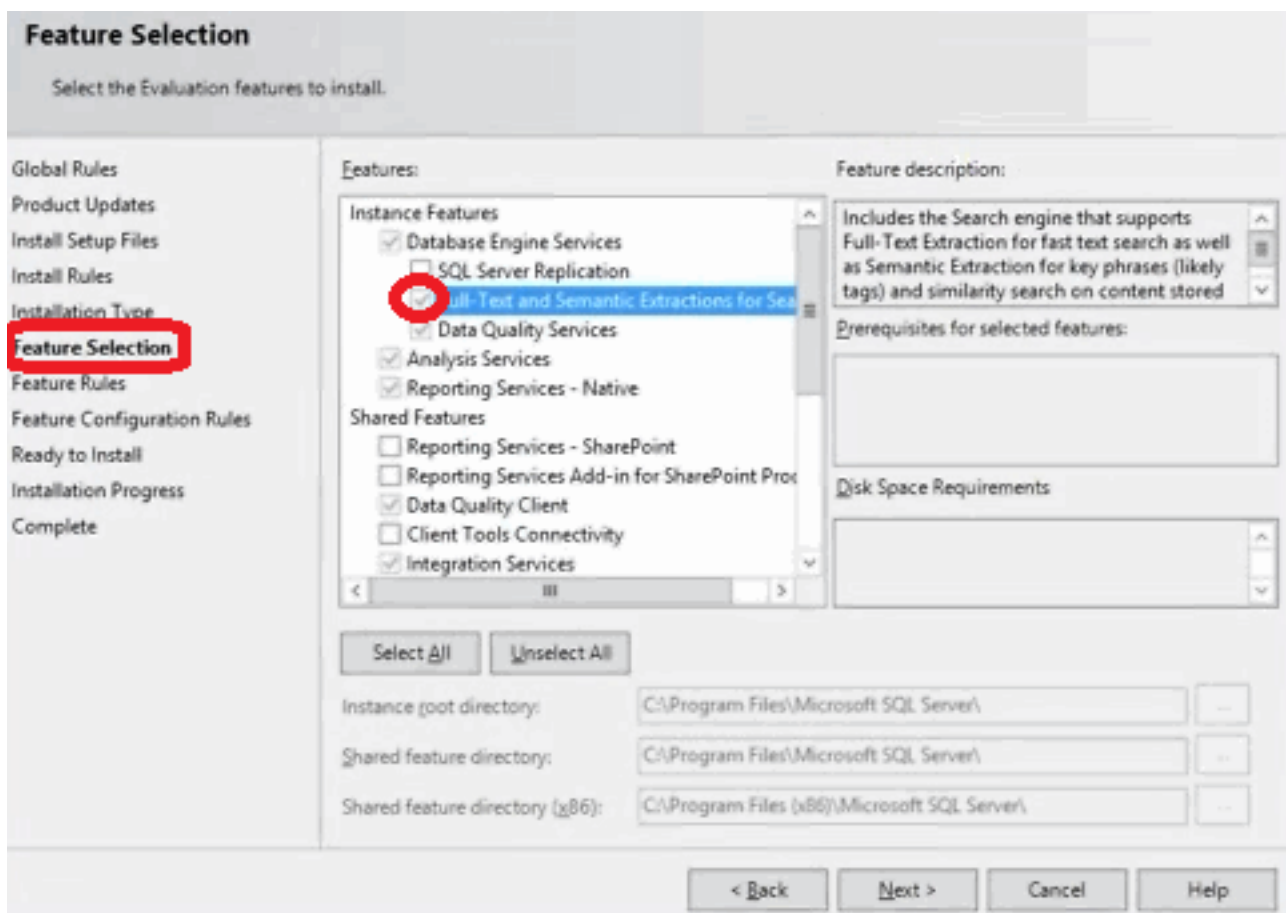 Feature Selection
Select the Evaluation features to install.
Global Rules
Product Updates
Install Setup Files
Install Rules
Installation Type
Feature Selection
Feature Rules
Feature Configuration Rules
Ready to Install
Installation Progress
Complete
Features:
Instance Features
Database Engine Services
SQL Server Replication
Full-Text and Semantic Extractions for Sea
Data Quality Services
Analysis Services
Reporting Services - Native
Shared Features
Reporting Services - SharePoint
Reporting Services Add-in for SharePoint Proc
Data Quality Client
Client Tools Connectivity
Integration Services
Feature description:
Includes the Search engine that supports
Full-Text Extraction for fast text search as well
as Semantic Extraction for key phrases (likely
tags) and similarity search on content stored
Prerequisites for selected features:
Disk Space Requirements
Select All
Unselect All
Instance root directory:
C:\Program Files\Microsoft SQL Server\
...
Shared feature directory:
C:\Program Files\Microsoft SQL Server\
...
Shared feature directory (x86):
C:\Program Files (x86)\Microsoft SQL Server\
...
< Back
Next >
Cancel
Help